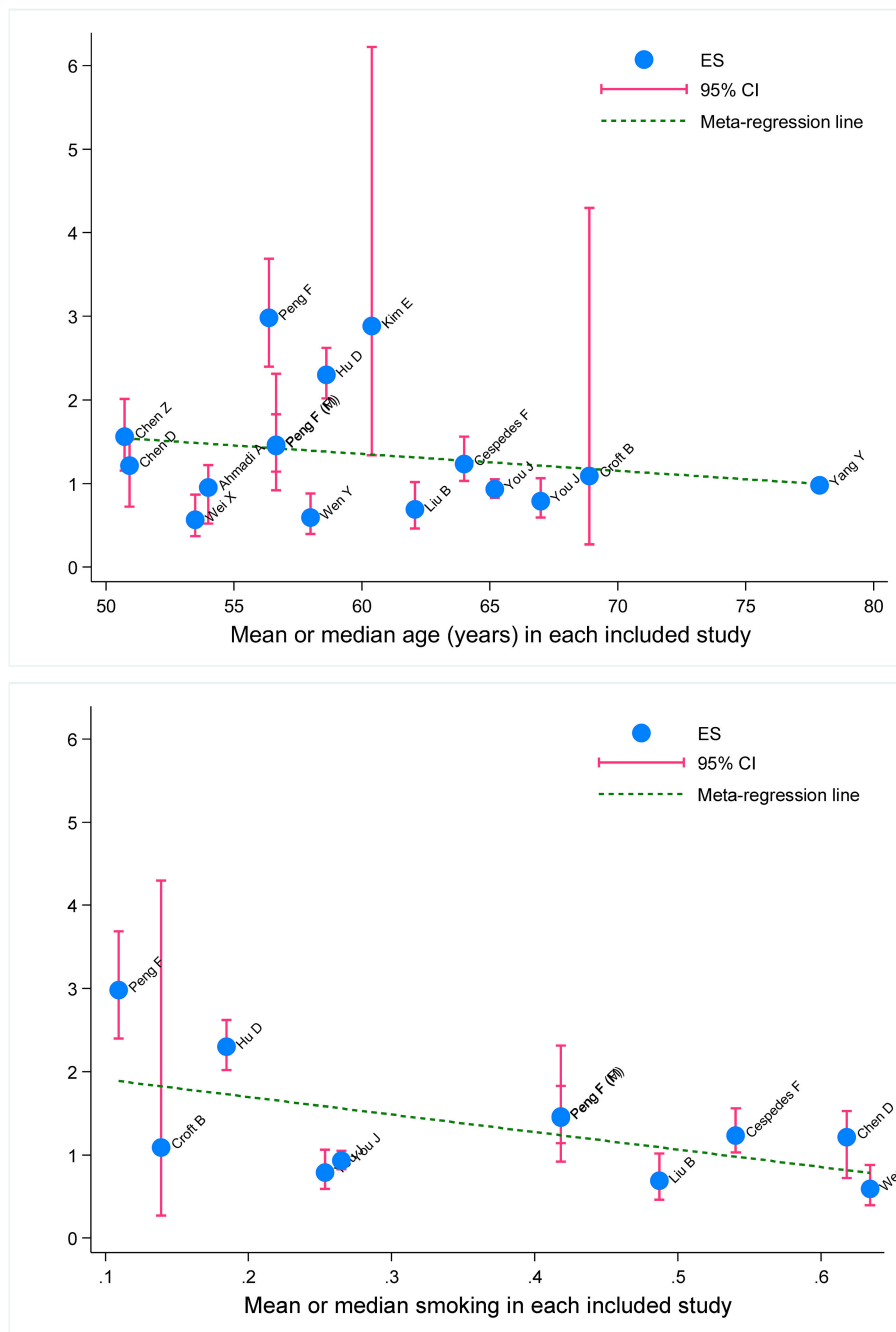 6
5
4
3
2
1
0
ES
95% CI
Meta-regression line
Chen Z
Chen D
Wei X
Ahmadi A
Peng F
Peng F (M)
Wen Y
Hu D
Kim E
Liu B
Cespedes F
You J
You J
Croft B
Yang Y
50
55
60
65
70
75
80
Mean or median age (years) in each included study
6
5
4
3
2
1
0
ES
95% CI
Meta-regression line
Peng F
Croft B
Hu D
You J
You J
Peng F (M)
Liu B
Cespedes F
Chen D
We
.1
.2
.3
.4
.5
.6
Mean or median smoking in each included study